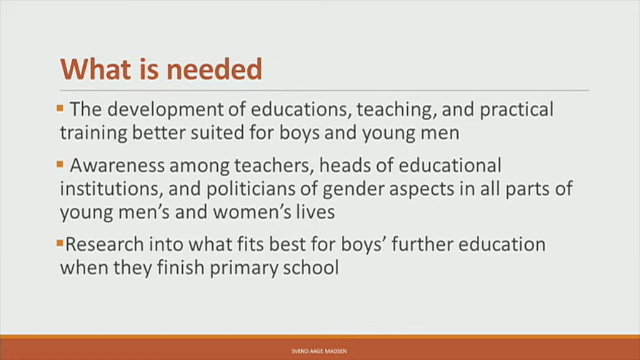 What is needed
▪ The development of educations, teaching, and practical
training better suited for boys and young men
▪ Awareness among teachers, heads of educational
institutions, and politicians of gender aspects in all parts of
young men's and women's lives
▪Research into what fits best for boys' further education
when they finish primary school
SVEND AAGE MADSEN